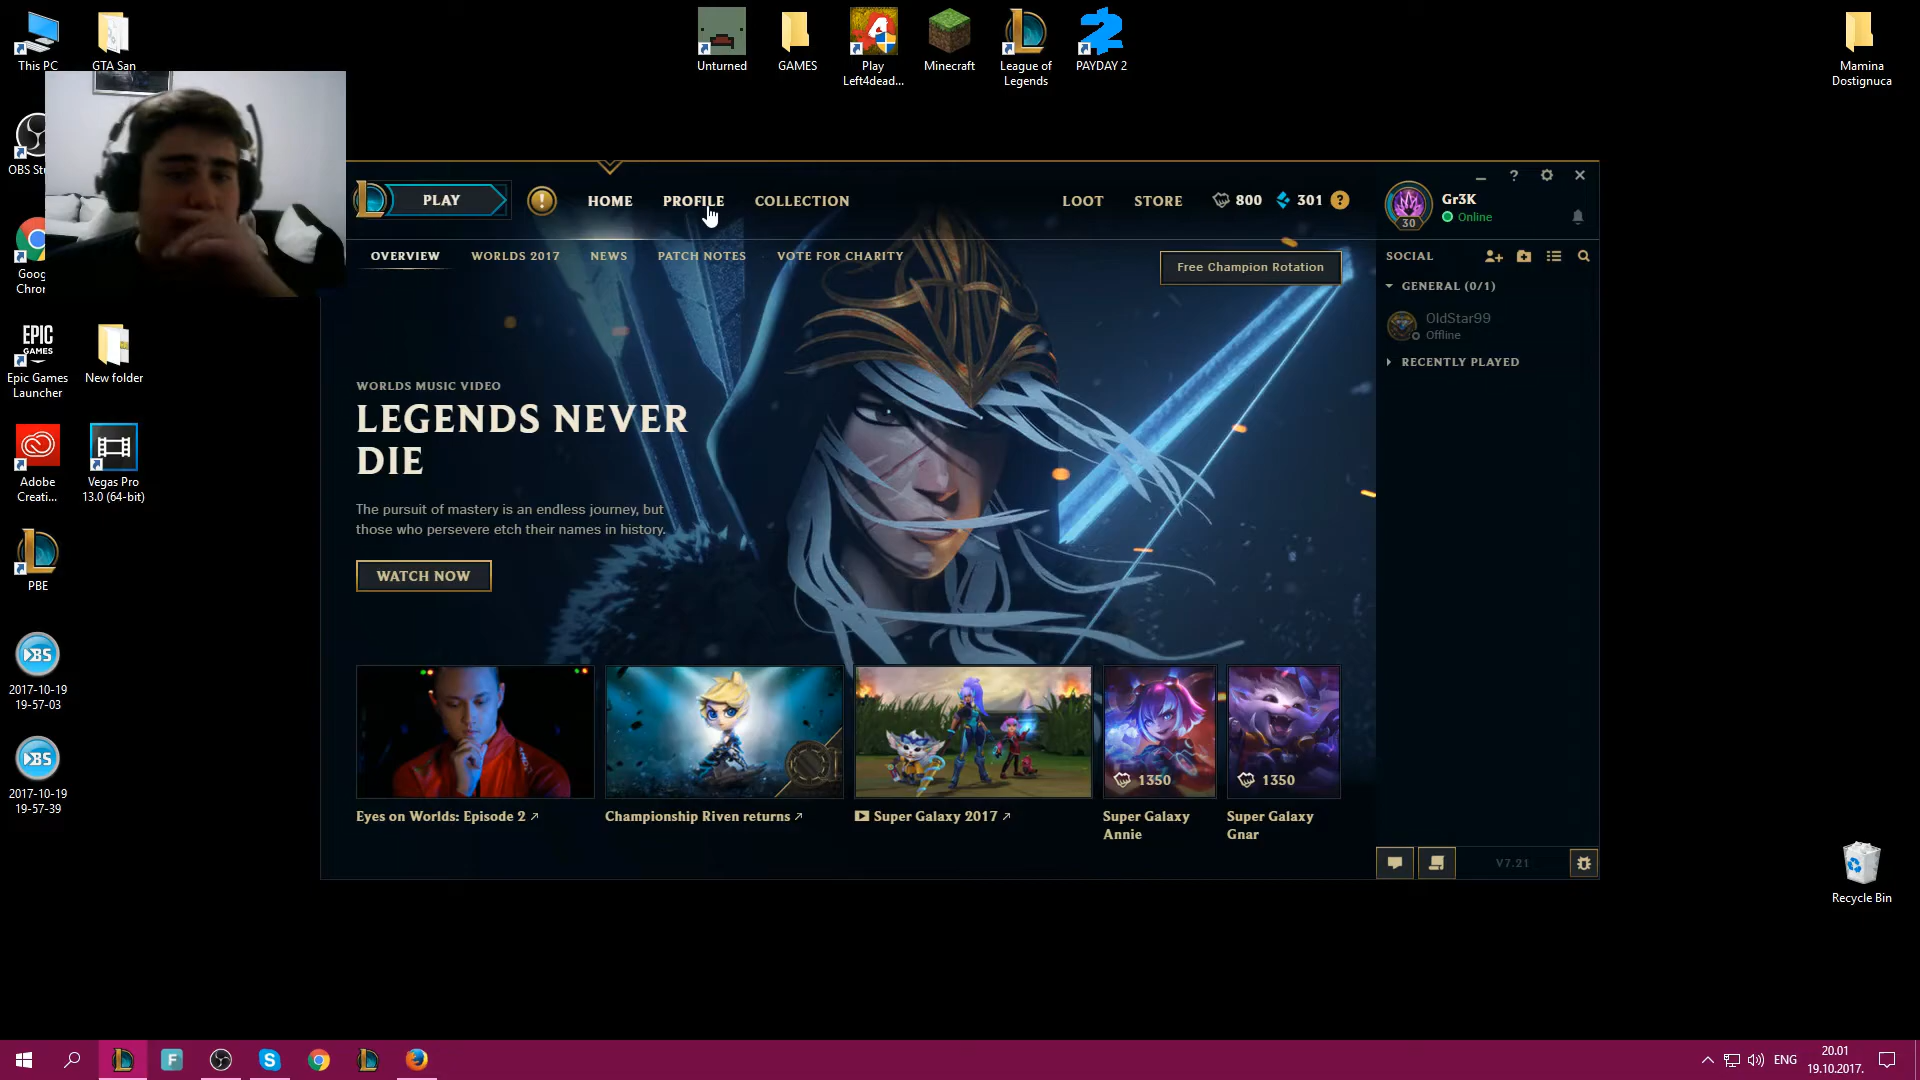 This PC
GTA San
Unturned
GAMES
Play
Left4dead...
Minecraft
League of
Legends
PAYDAY 2
Mamina
Dostignuca
OBS Stu
Goog
Chron
EPIC
GAMES
Epic Games
Launcher
New folder
Adobe
Creati...
Vegas Pro
13.0 (64-bit)
PBE
BS
2017-10-19
19-57-03
BS
2017-10-19
19-57-39
PLAY
!
HOME
PROFILE
COLLECTION
LOOT
STORE
800
301
?
?
30
Gr3K
Online
OVERVIEW
WORLDS 2017
NEWS
PATCH NOTES
VOTE FOR CHARITY
Free Champion Rotation
SOCIAL
GENERAL (0/1)
OldStar99
Offline
RECENTLY PLAYED
WORLDS MUSIC VIDEO
LEGENDS NEVER
DIE
The pursuit of mastery is an endless journey, but
those who persevere etch their names in history.
WATCH NOW
1350
1350
Eyes on Worlds: Episode 2
Championship Riven returns
Super Galaxy 2017
Super Galaxy
Annie
Super Galaxy
Gnar
V7.21
Recycle Bin
F
S
ENG
20.01
19.10.2017.